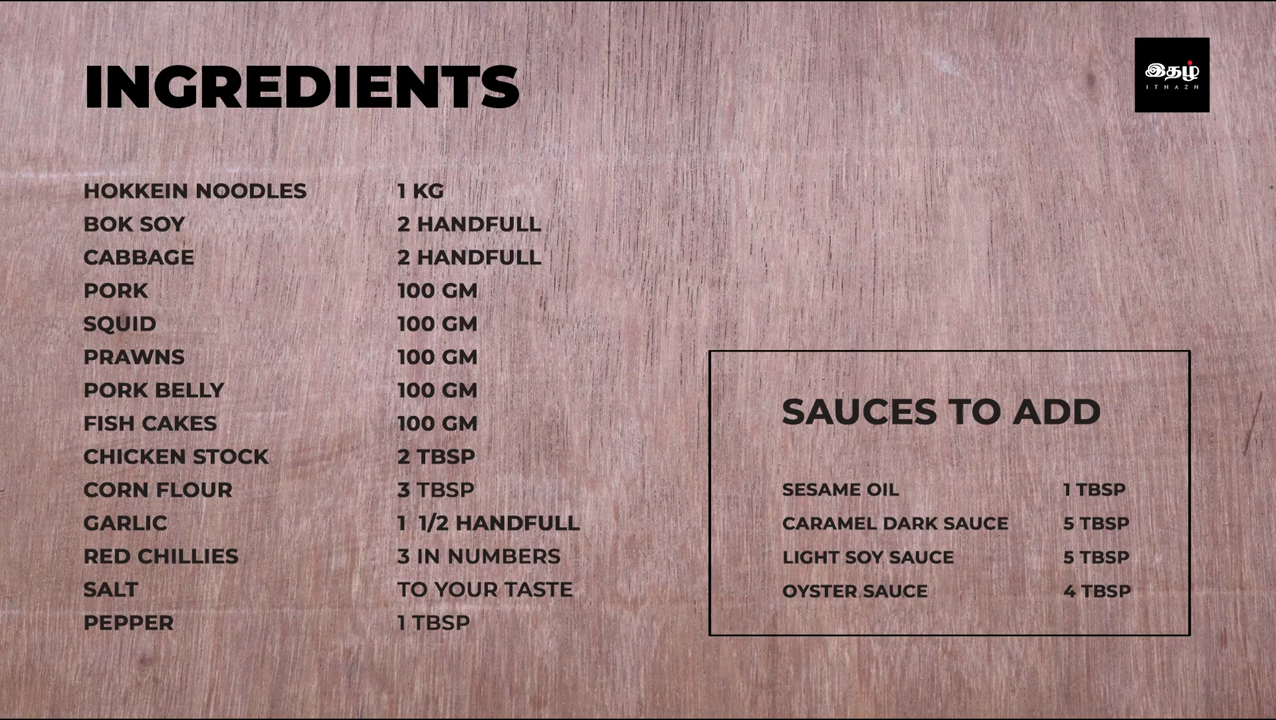 INGREDIENTS
இதழ்
ITHAZH
HOKKEIN NOODLES 1 KG
BOK SOY 2 HANDFULL
CABBAGE 2 HANDFULL
PORK 100 GM
SQUID 100 GM
PRAWNS 100 GM
PORK BELLY 100 GM
FISH CAKES 100 GM
CHICKEN STOCK 2 TBSP
CORN FLOUR 3 TBSP
GARLIC 1 1/2 HANDFULL
RED CHILLIES 3 IN NUMBERS
SALT TO YOUR TASTE
PEPPER 1 TBSP
SAUCES TO ADD
SESAME OIL 1 TBSP
CARAMEL DARK SAUCE 5 TBSP
LIGHT SOY SAUCE 5 TBSP
OYSTER SAUCE 4 TBSP